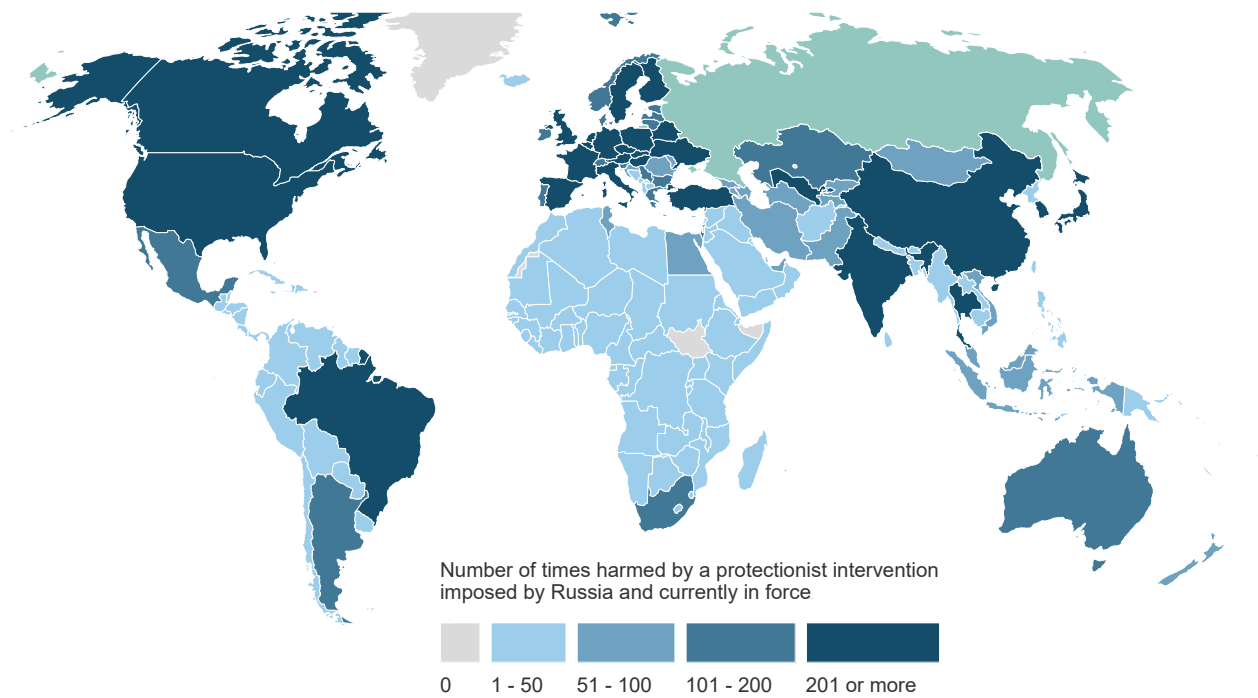 Number of times harmed by a protectionist intervention
imposed by Russia and currently in force
0 1 - 50 51 - 100 101 - 200 201 or more